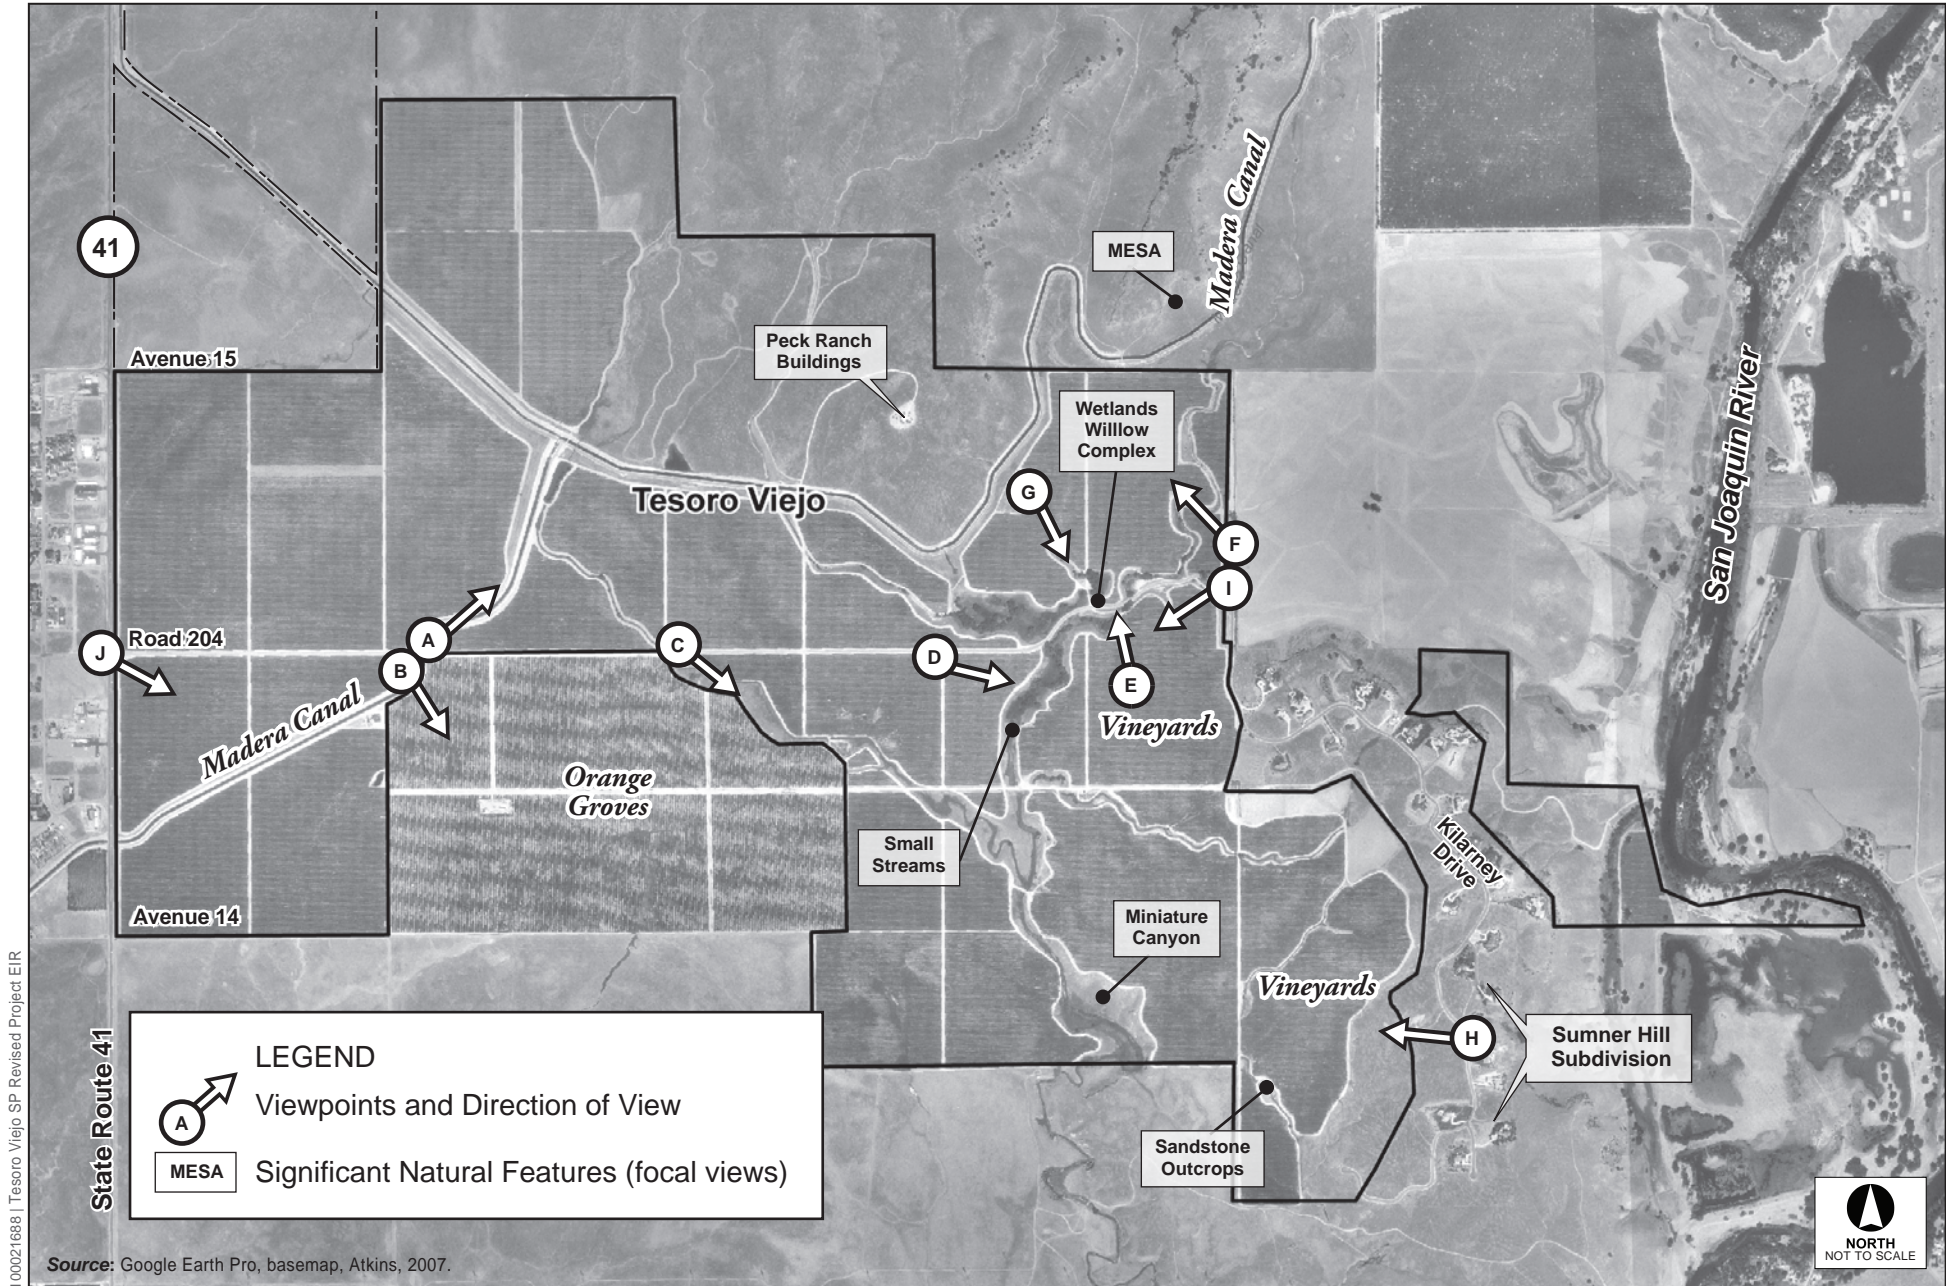 41
MESA
Madera Canal
Avenue 15
Peck Ranch
Buildings
Wetlands
Willlow
Complex
San Joaquin River
Tesoro Viejo
G
F
I
A
J
Road 204
B
C
D
E
Vineyards
Madera Canal
Orange
Groves
Kilarney
Drive
Small
Streams
Avenue 14
Miniature
Canyon
Vineyards
H
Sumner Hill
Subdivision
Sandstone
Outcrops
State Route 41
LEGEND
A
Viewpoints and Direction of View
MESA
Significant Natural Features (focal views)
NORTH
NOT TO SCALE
Source: Google Earth Pro, basemap, Atkins, 2007.
100021688 | Tesoro Viejo SP Revised Project EIR